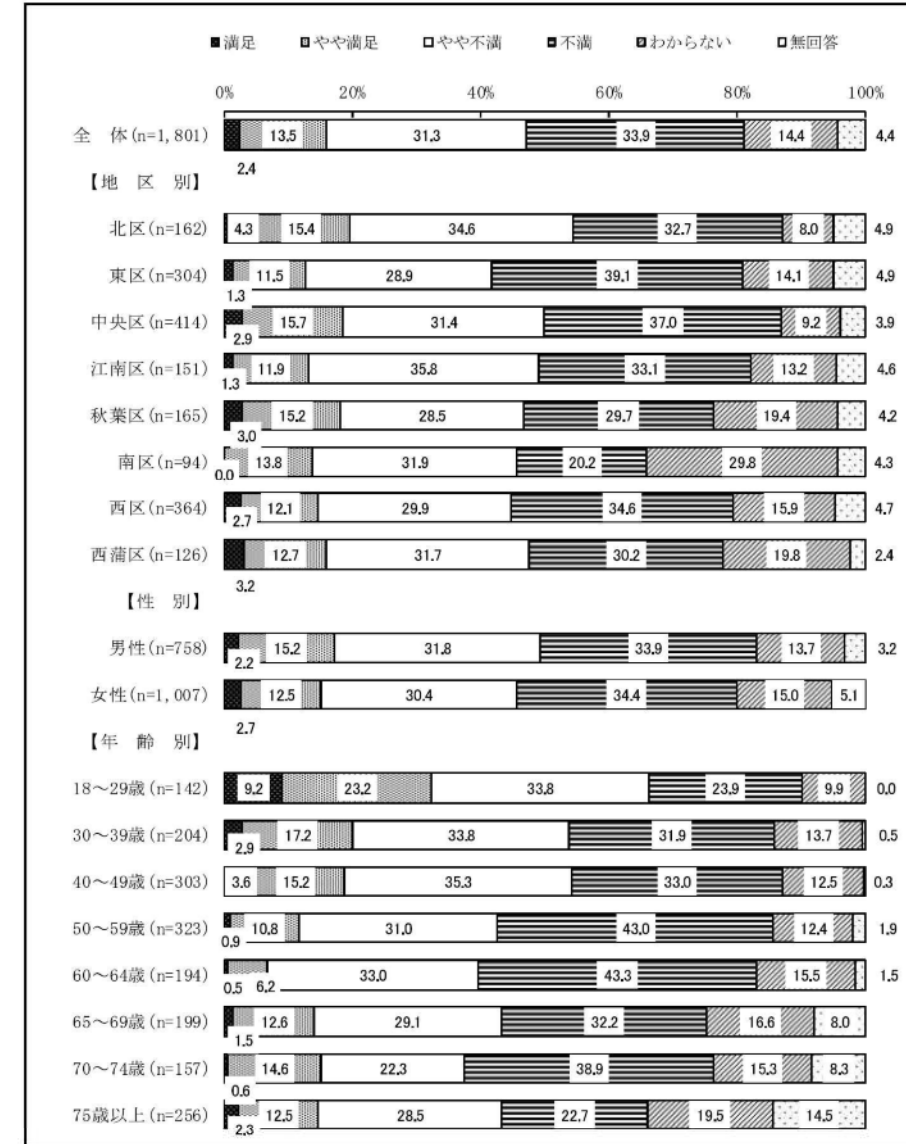 満足 やや満足 やや不満 不満 わからない 無回答
0% 20% 40% 60% 80% 100%
全 体(n=1,801) 13.5 31.3 33.9 14.4 4.4
2.4
【地 区 別】
北区(n=162) 4.3 15.4 34.6 32.7 8.0 4.9
東区(n=304) 11.5 28.9 39.1 14.1 4.9
1.3
中央区(n=414) 15.7 31.4 37.0 9.2 3.9
2.9
江南区(n=151) 11.9 35.8 33.1 13.2 4.6
1.3
秋葉区(n=165) 15.2 28.5 29.7 19.4 4.2
3.0
南区(n=94) 13.8 31.9 20.2 29.8 4.3
0.0
西区(n=364) 12.1 29.9 34.6 15.9 4.7
2.7
西蒲区(n=126) 12.7 31.7 30.2 19.8 2.4
3.2
【性 別】
男性(n=758) 15.2 31.8 33.9 13.7 3.2
2.2
女性(n=1,007) 12.5 30.4 34.4 15.0 5.1
2.7
【年 齢 別】
18～29歳(n=142) 9.2 23.2 33.8 23.9 9.9 0.0
30～39歳(n=204) 17.2 33.8 31.9 13.7 0.5
2.9
40～49歳(n=303) 3.6 15.2 35.3 33.0 12.5 0.3
50～59歳(n=323) 10.8 31.0 43.0 12.4 1.9
0.9
60～64歳(n=194) 33.0 43.3 15.5 1.5
0.5 6.2
65～69歳(n=199) 12.6 29.1 32.2 16.6 8.0
1.5
70～74歳(n=157) 14.6 22.3 38.9 15.3 8.3
0.6
75歳以上(n=256) 12.5 28.5 22.7 19.5 14.5
2.3